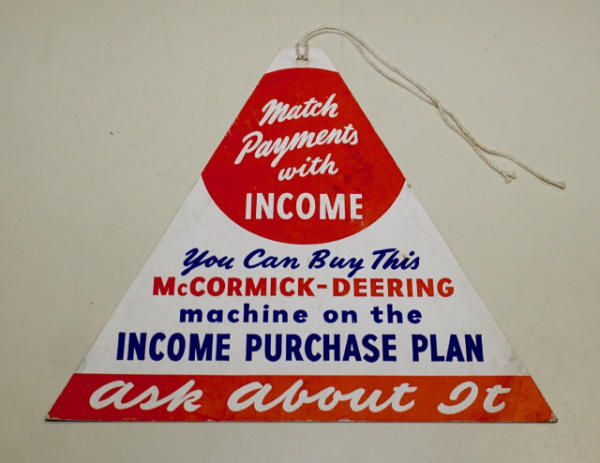 Match
Payments
with
INCOME
You Can Buy This
McCORMICK-DEERING
machine on the
INCOME PURCHASE PLAN
ask about It